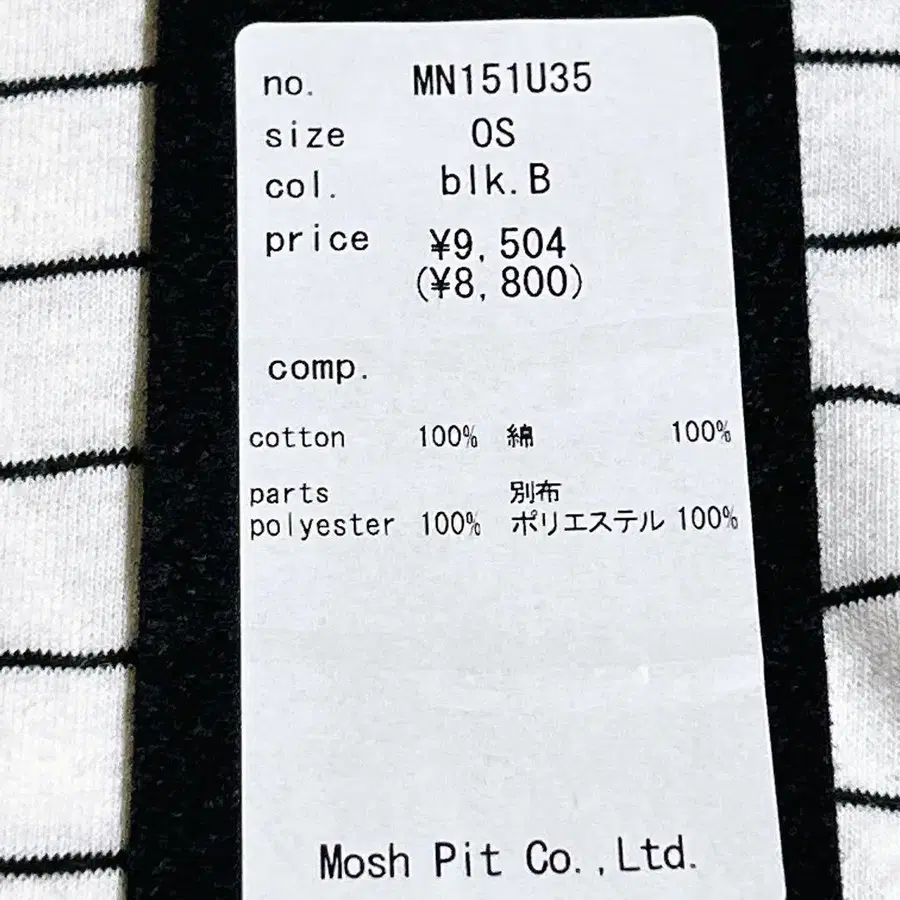 no. MN151U35
size OS
col. blk.B
price ¥9,504
(¥8,800)
comp.
cotton 100% 綿 100%
parts 別布
polyester 100% ポリエステル 100%
Mosh Pit Co.,Ltd.